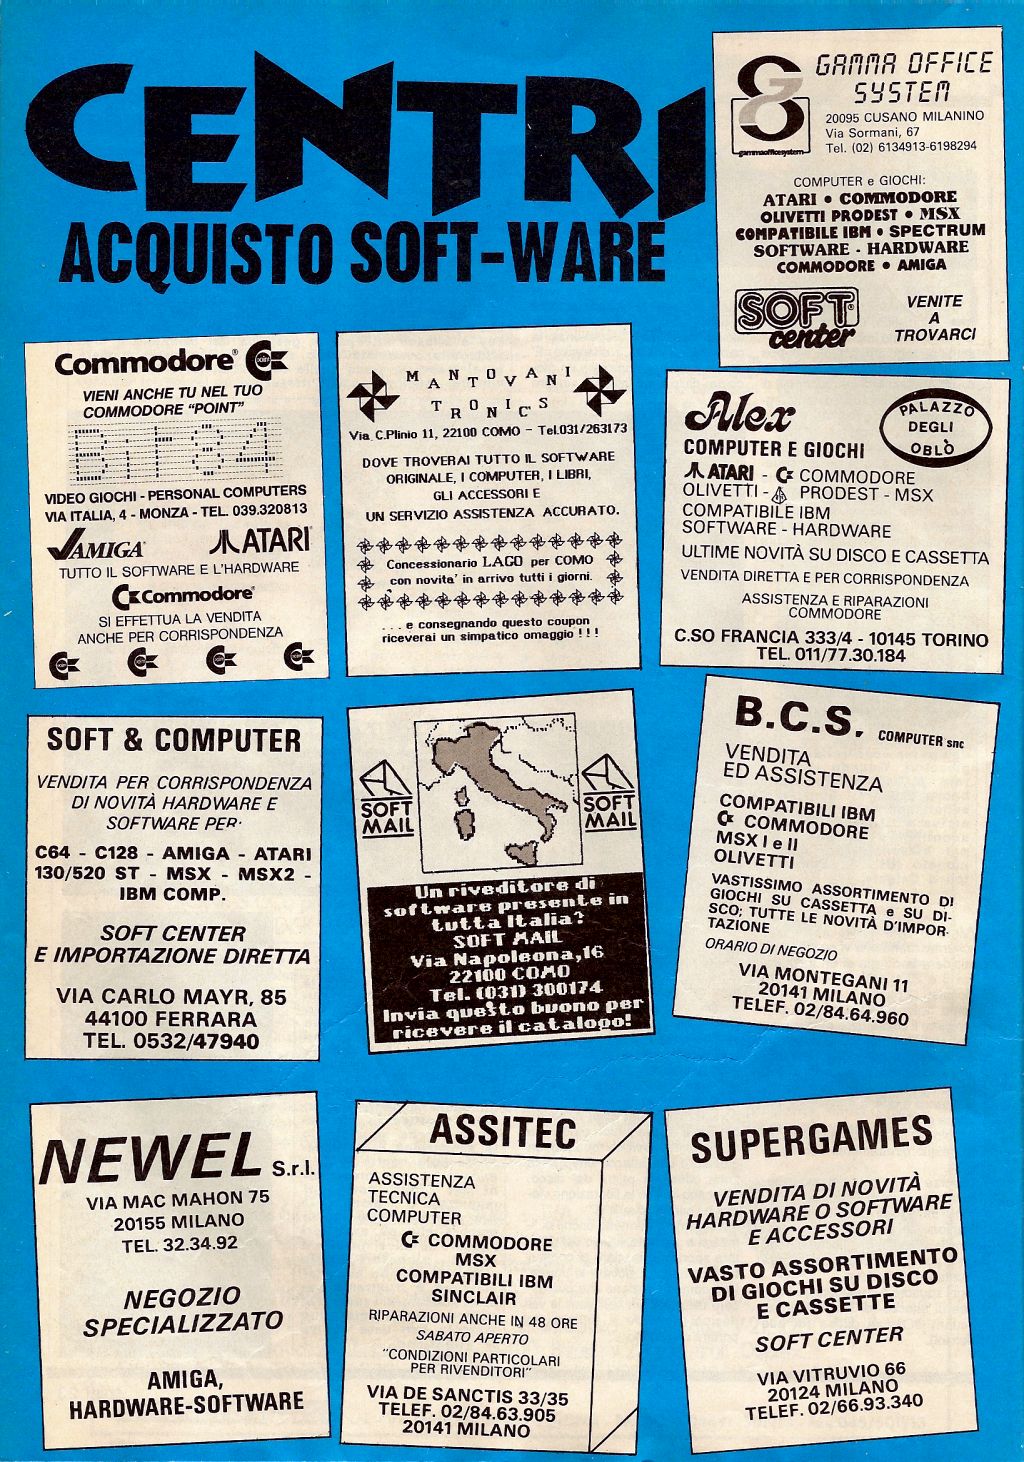 CENTRI
ACQUISTO SOFT-WARE
GAMMA OFFICE
SYSTEM
20095 CUSANO MILANINO
Via Sormani, 67
Tel. (02) 6134913-6198294
gammaofficesystem
COMPUTER e GIOCHI:
ATARI • COMMODORE
OLIVETTI PRODEST • MSX
COMPATIBILE IBM • SPECTRUM
SOFTWARE - HARDWARE
COMMODORE • AMIGA
SOFT
center
VENITE
A
TROVARCI
Commodore
VIENI ANCHE TU NEL TUO
COMMODORE "POINT"
Bit 84
VIDEO GIOCHI - PERSONAL COMPUTERS
VIA ITALIA, 4 - MONZA - TEL. 039.320813
AMIGA ATARI
TUTTO IL SOFTWARE E L'HARDWARE
Commodore
SI EFFETTUA LA VENDITA
ANCHE PER CORRISPONDENZA
MANTOVANI
TRONIC'S
Via C.Plinio 11, 22100 COMO - Tel.031/263173
DOVE TROVERAI TUTTO IL SOFTWARE
ORIGINALE, I COMPUTER, I LIBRI,
GLI ACCESSORI E
UN SERVIZIO ASSISTENZA ACCURATO.
Concessionario LAGO per COMO
con novita' in arrivo tutti i giorni.
... e consegnando questo coupon
riceverai un simpatico omaggio !!!
Alex
COMPUTER E GIOCHI
PALAZZO
DEGLI
OBLÒ
ATARI - COMMODORE
OLIVETTI - PRODEST - MSX
COMPATIBILE IBM
SOFTWARE - HARDWARE
ULTIME NOVITÀ SU DISCO E CASSETTA
VENDITA DIRETTA E PER CORRISPONDENZA
ASSISTENZA E RIPARAZIONI
COMMODORE
C.SO FRANCIA 333/4 - 10145 TORINO
TEL. 011/77.30.184
SOFT & COMPUTER
VENDITA PER CORRISPONDENZA
DI NOVITÀ HARDWARE E
SOFTWARE PER:
C64 - C128 - AMIGA - ATARI
130/520 ST - MSX - MSX2 -
IBM COMP.
SOFT CENTER
E IMPORTAZIONE DIRETTA
VIA CARLO MAYR, 85
44100 FERRARA
TEL. 0532/47940
SOFT
MAIL
SOFT
MAIL
Un riveditore di
software presente in
tutta Italia?
SOFT MAIL
Via Napoleona,16
22100 COMO
Tel. (031) 300174
Invia questo buono per
ricevere il catalogo!
B.C.S. COMPUTER snc
VENDITA
ED ASSISTENZA
COMPATIBILI IBM
COMMODORE
MSX I e II
OLIVETTI
VASTISSIMO ASSORTIMENTO DI
GIOCHI SU CASSETTA e SU DI-
SCO; TUTTE LE NOVITÀ D'IMPOR-
TAZIONE
ORARIO DI NEGOZIO
VIA MONTEGANI 11
20141 MILANO
TELEF. 02/84.64.960
NEWEL S.r.l.
VIA MAC MAHON 75
20155 MILANO
TEL. 32.34.92
NEGOZIO
SPECIALIZZATO
AMIGA,
HARDWARE-SOFTWARE
ASSITEC
ASSISTENZA
TECNICA
COMPUTER
COMMODORE
MSX
COMPATIBILI IBM
SINCLAIR
RIPARAZIONI ANCHE IN 48 ORE
SABATO APERTO
"CONDIZIONI PARTICOLARI
PER RIVENDITORI"
VIA DE SANCTIS 33/35
TELEF. 02/84.63.905
20141 MILANO
SUPERGAMES
VENDITA DI NOVITÀ
HARDWARE O SOFTWARE
E ACCESSORI
VASTO ASSORTIMENTO
DI GIOCHI SU DISCO
E CASSETTE
SOFT CENTER
VIA VITRUVIO 66
20124 MILANO
TELEF. 02/66.93.340